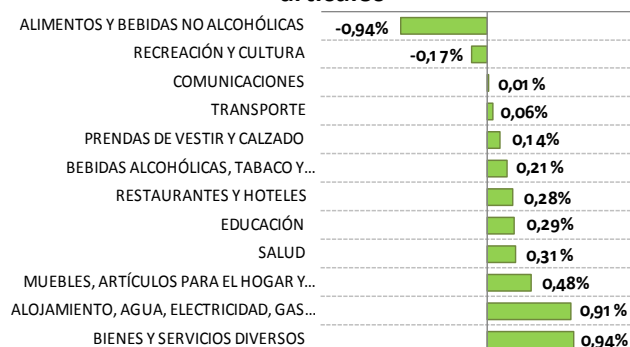 ALIMENTOS Y BEBIDAS NO ALCOHÓLICAS -0,94%
RECREACIÓN Y CULTURA -0,17%
COMUNICACIONES 0,01%
TRANSPORTE 0,06%
PRENDAS DE VESTIR Y CALZADO 0,14%
BEBIDAS ALCOHÓLICAS, TABACO Y... 0,21%
RESTAURANTES Y HOTELES 0,28%
EDUCACIÓN 0,29%
SALUD 0,31%
MUEBLES, ARTÍCULOS PARA EL HOGAR Y... 0,48%
ALOJAMIENTO, AGUA, ELECTRICIDAD, GAS... 0,91%
BIENES Y SERVICIOS DIVERSOS 0,94%